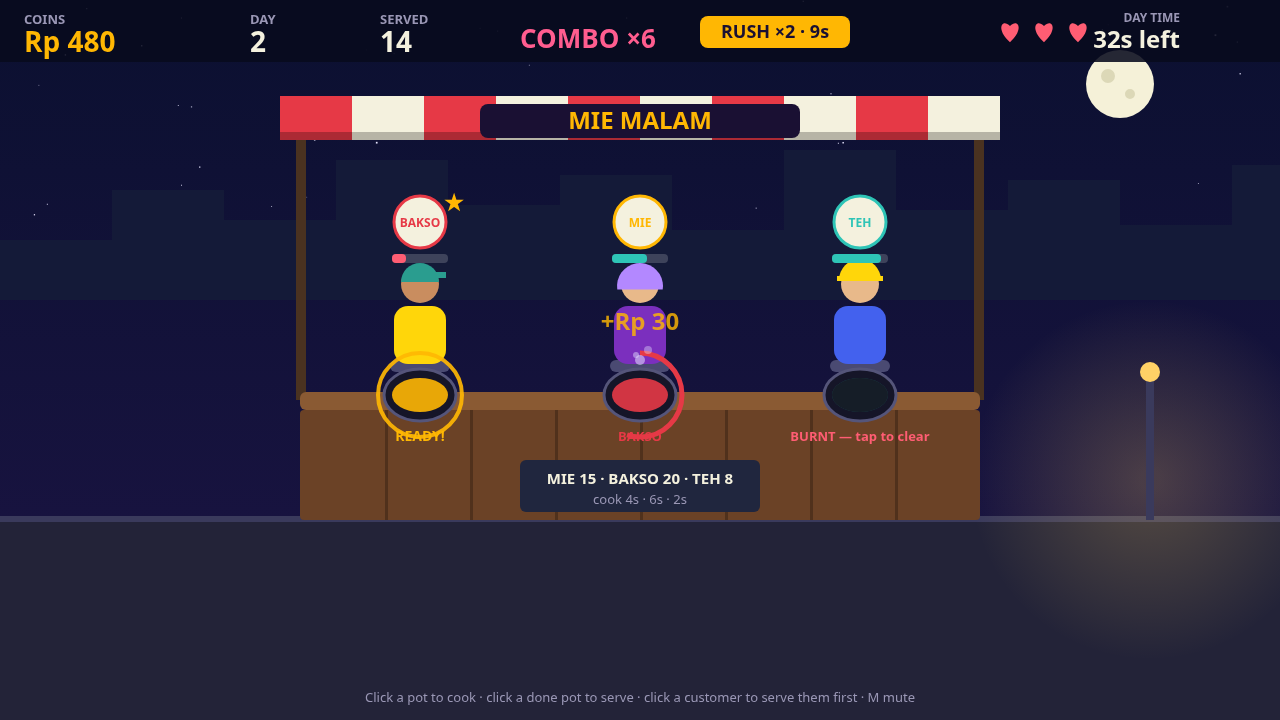 COINS
Rp 480
DAY
2
SERVED
14
COMBO ×6
RUSH ×2 · 9s
DAY TIME
32s left
MIE MALAM
BAKSO
MIE
TEH
+Rp 30
READY!
BAKSO
BURNT — tap to clear
MIE 15 · BAKSO 20 · TEH 8
cook 4s · 6s · 2s
Click a pot to cook · click a done pot to serve · click a customer to serve them first · M mute